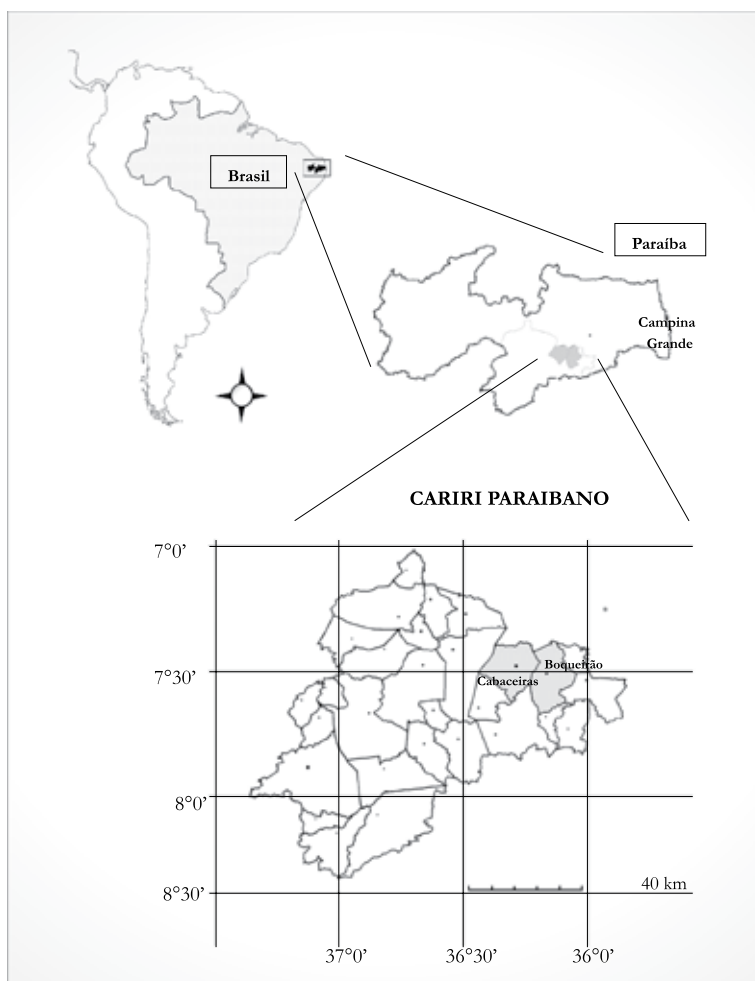 Brasil
Paraíba
Campina
Grande
CARIRI PARAIBANO
7°0'
Boqueirão
7°30'
Cabaceiras
8°0'
40 km
8°30'
37°0'
36°30'
36°0'